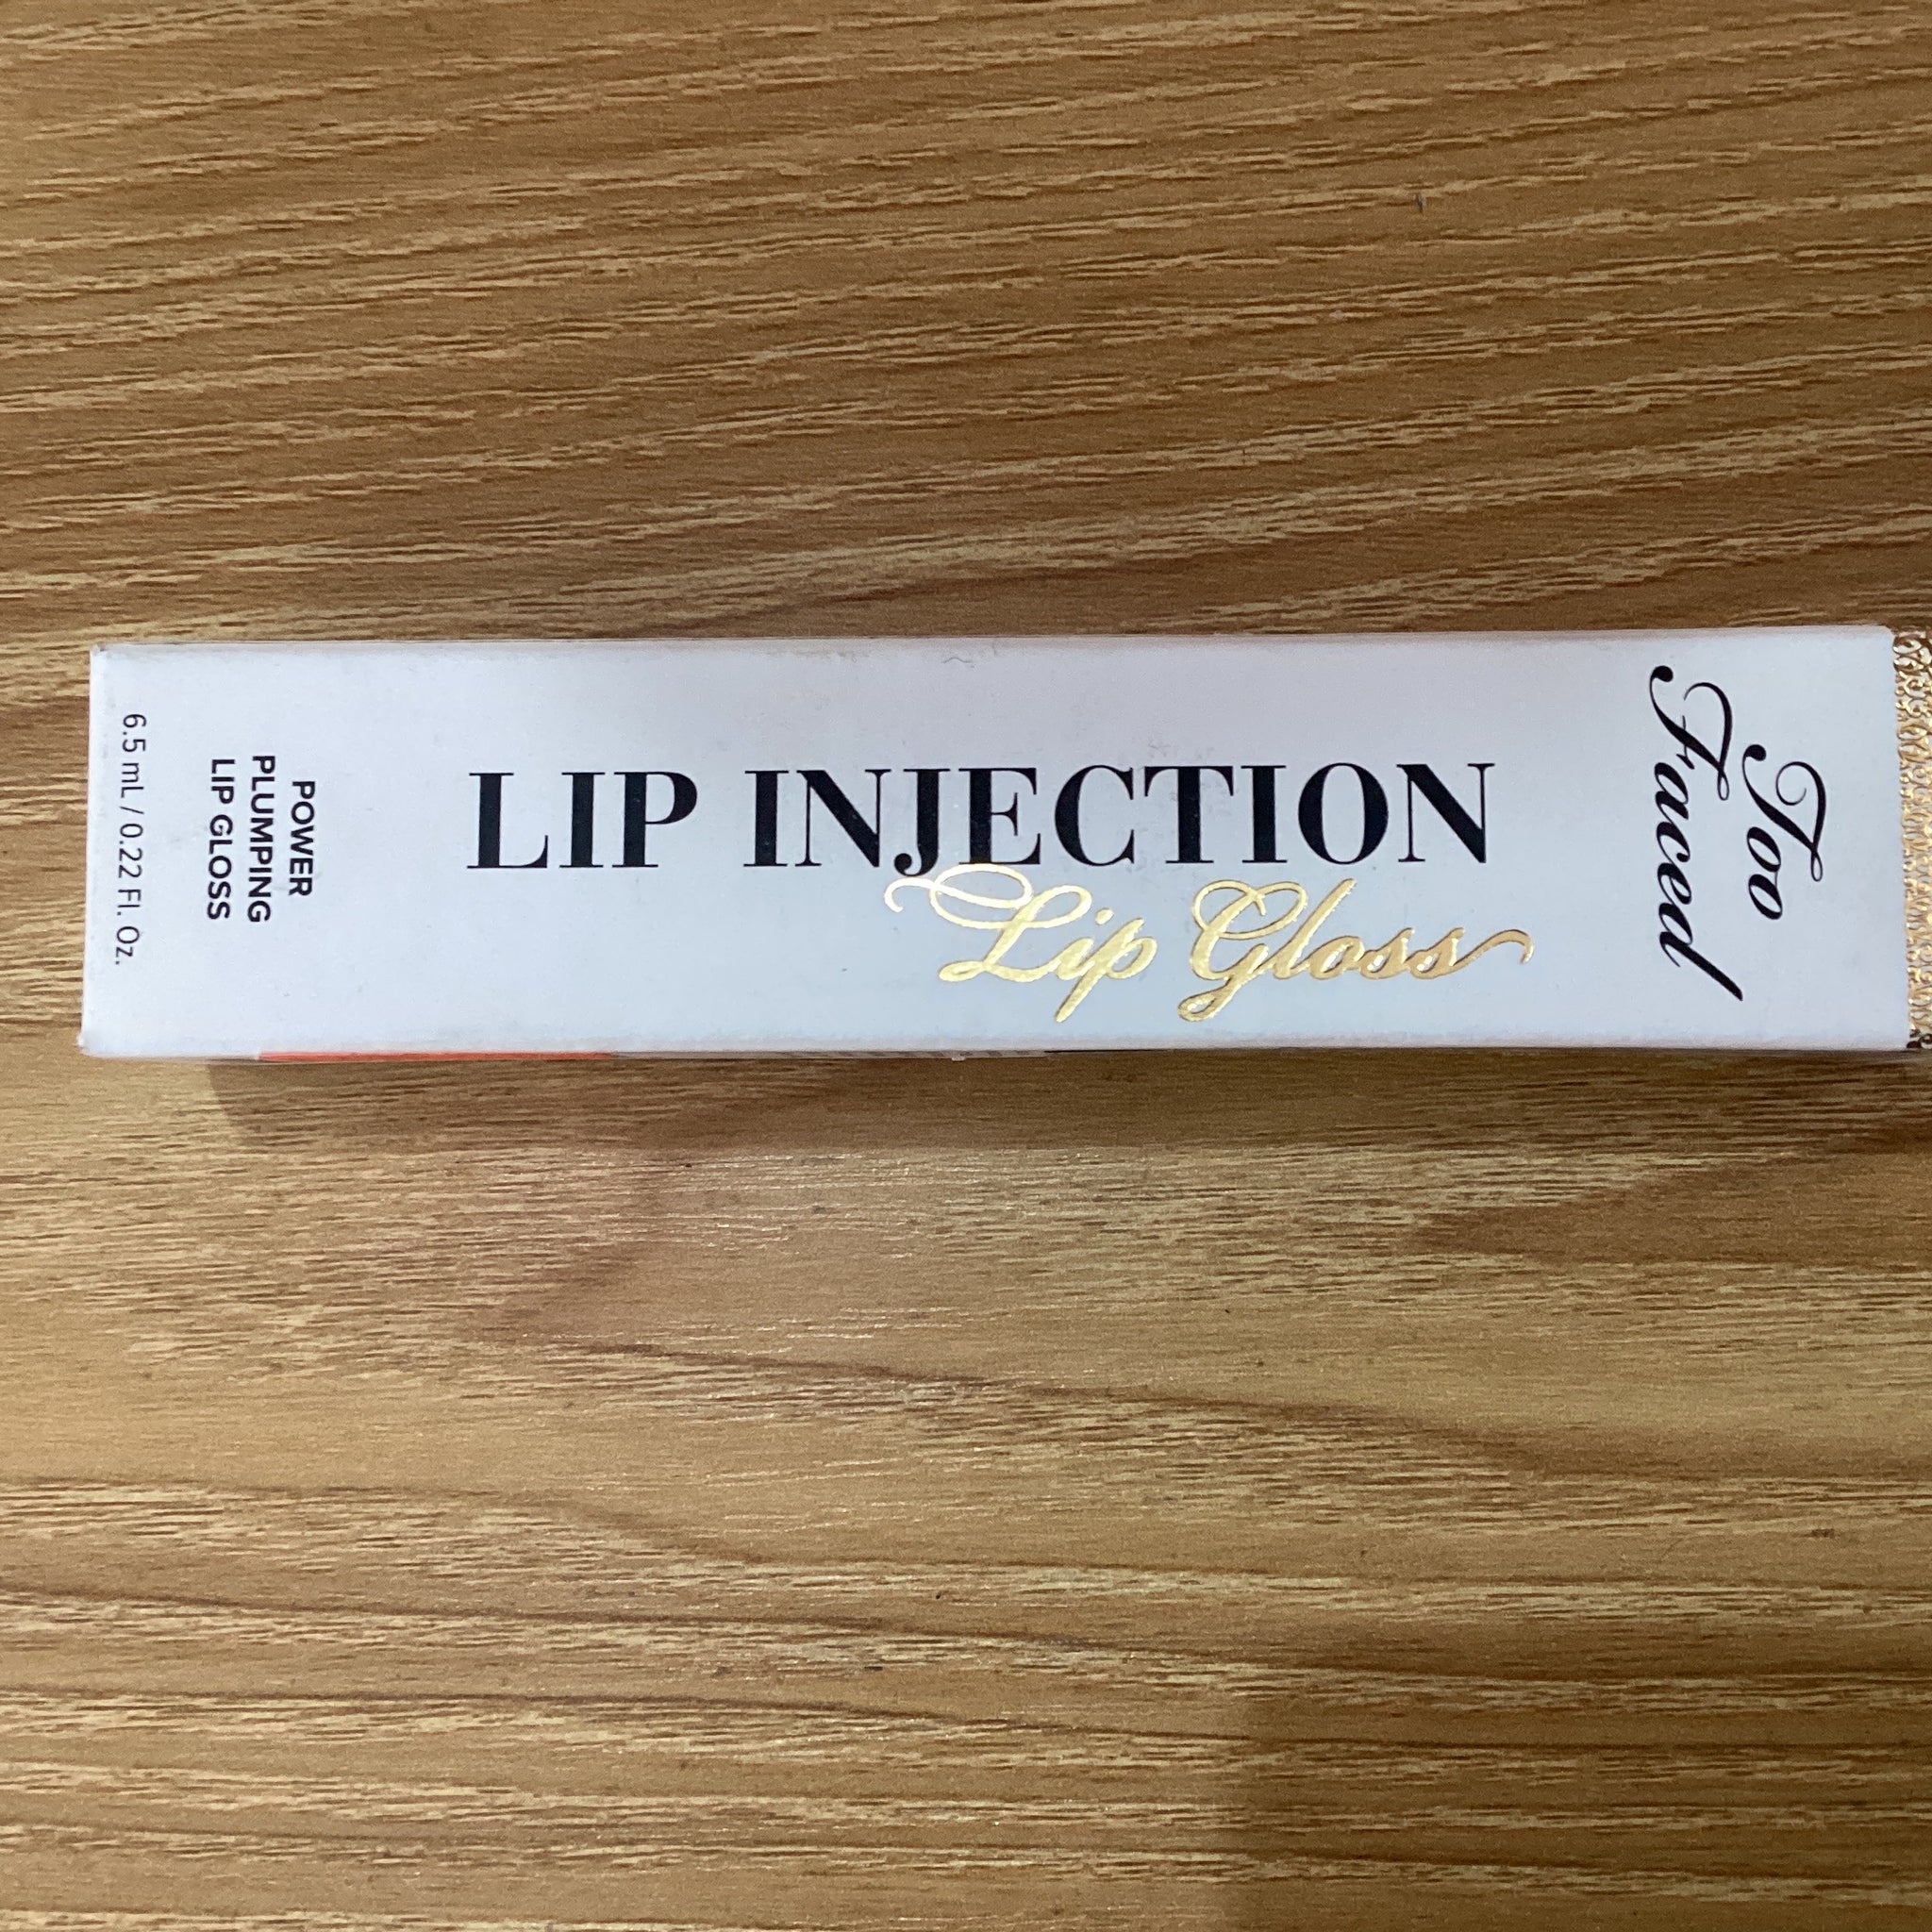 Too
Faced
LIP INJECTION
Lip Gloss
POWER
PLUMPING
LIP GLOSS
6.5 mL / 0.22 Fl. Oz.